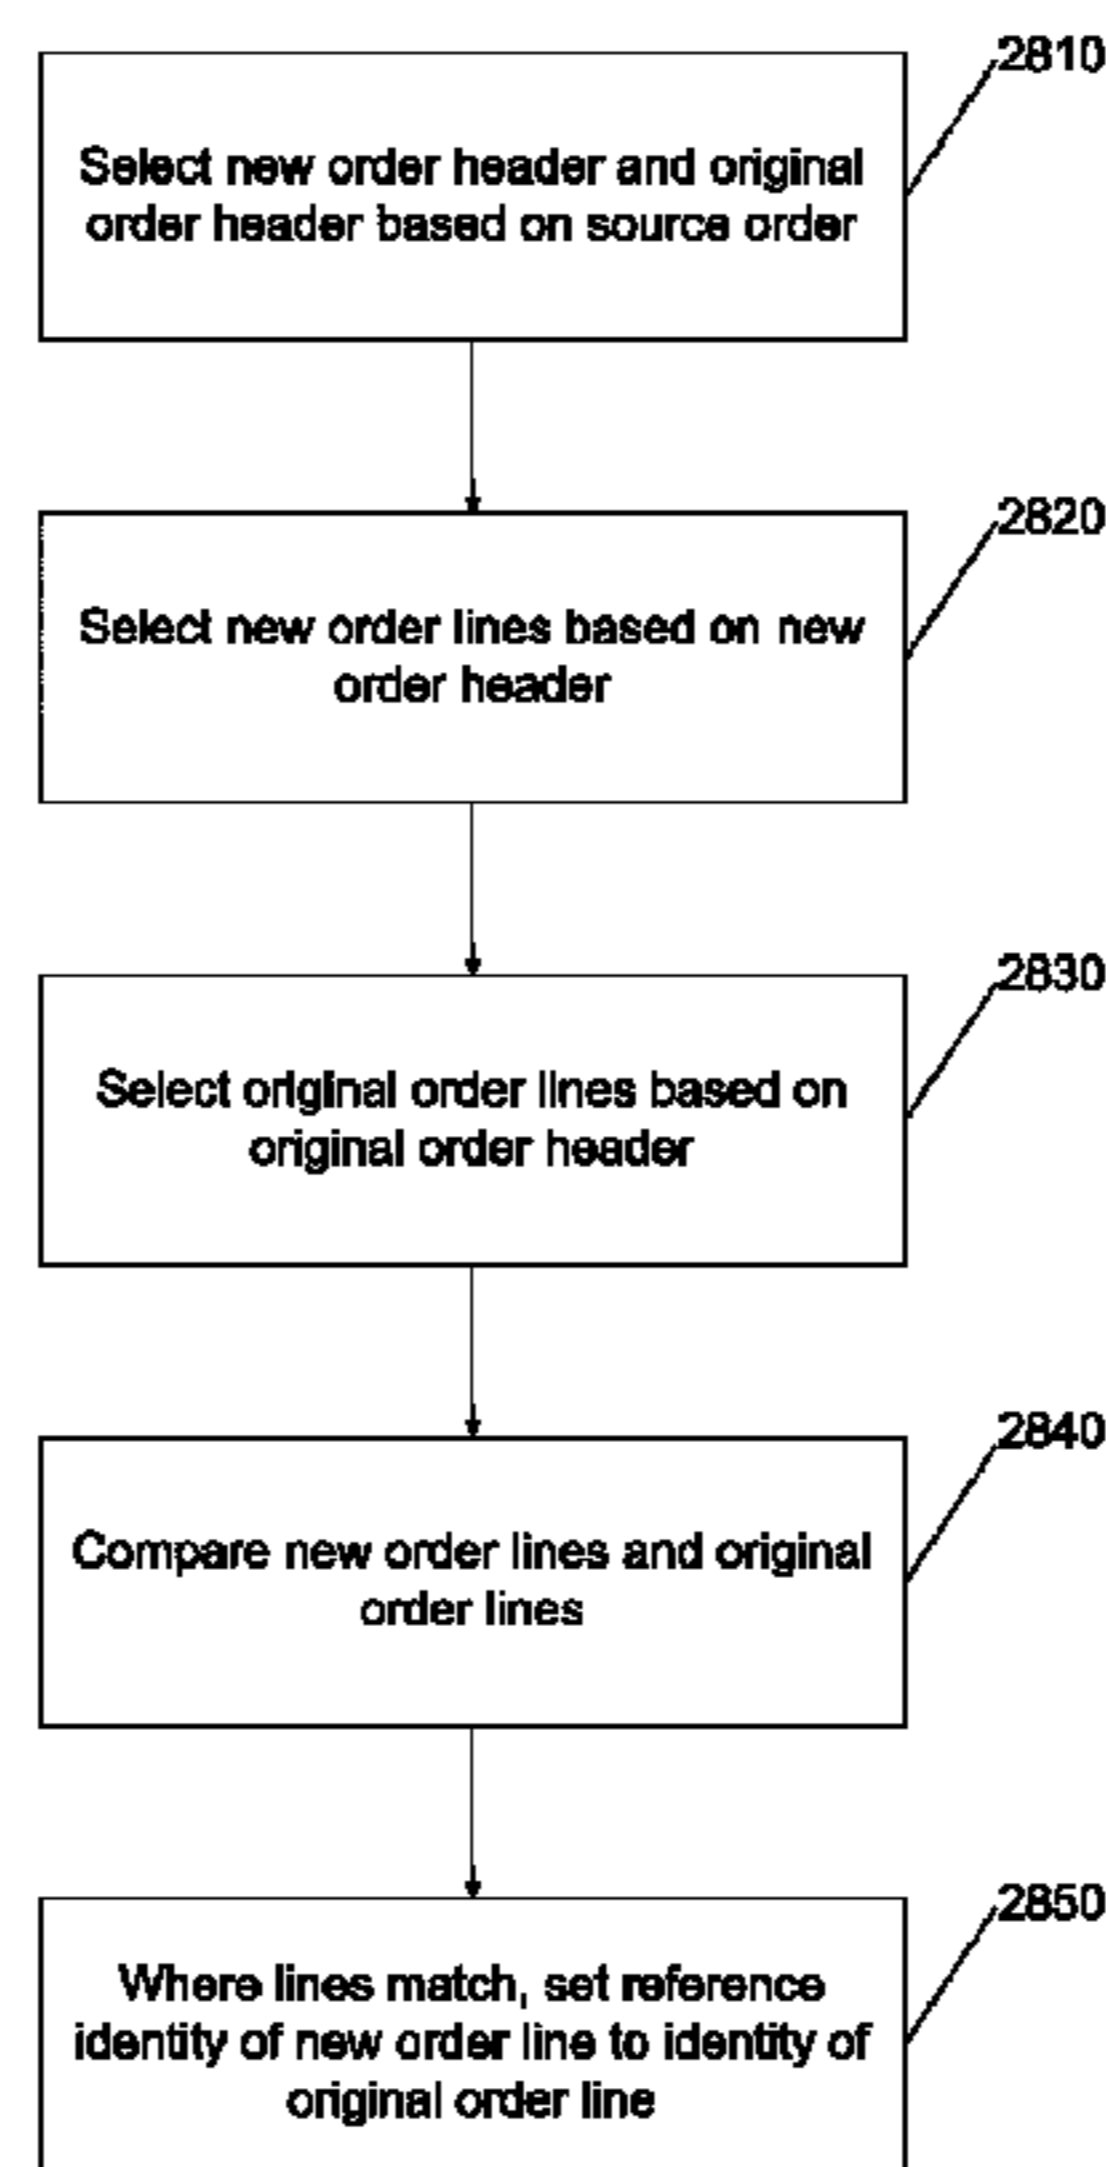 2810
Select new order header and original
order header based on source order
2820
Select new order lines based on new
order header
2830
Select original order lines based on
original order header
2840
Compare new order lines and original
order lines
2850
Where lines match, set reference
identity of new order line to identity of
original order line